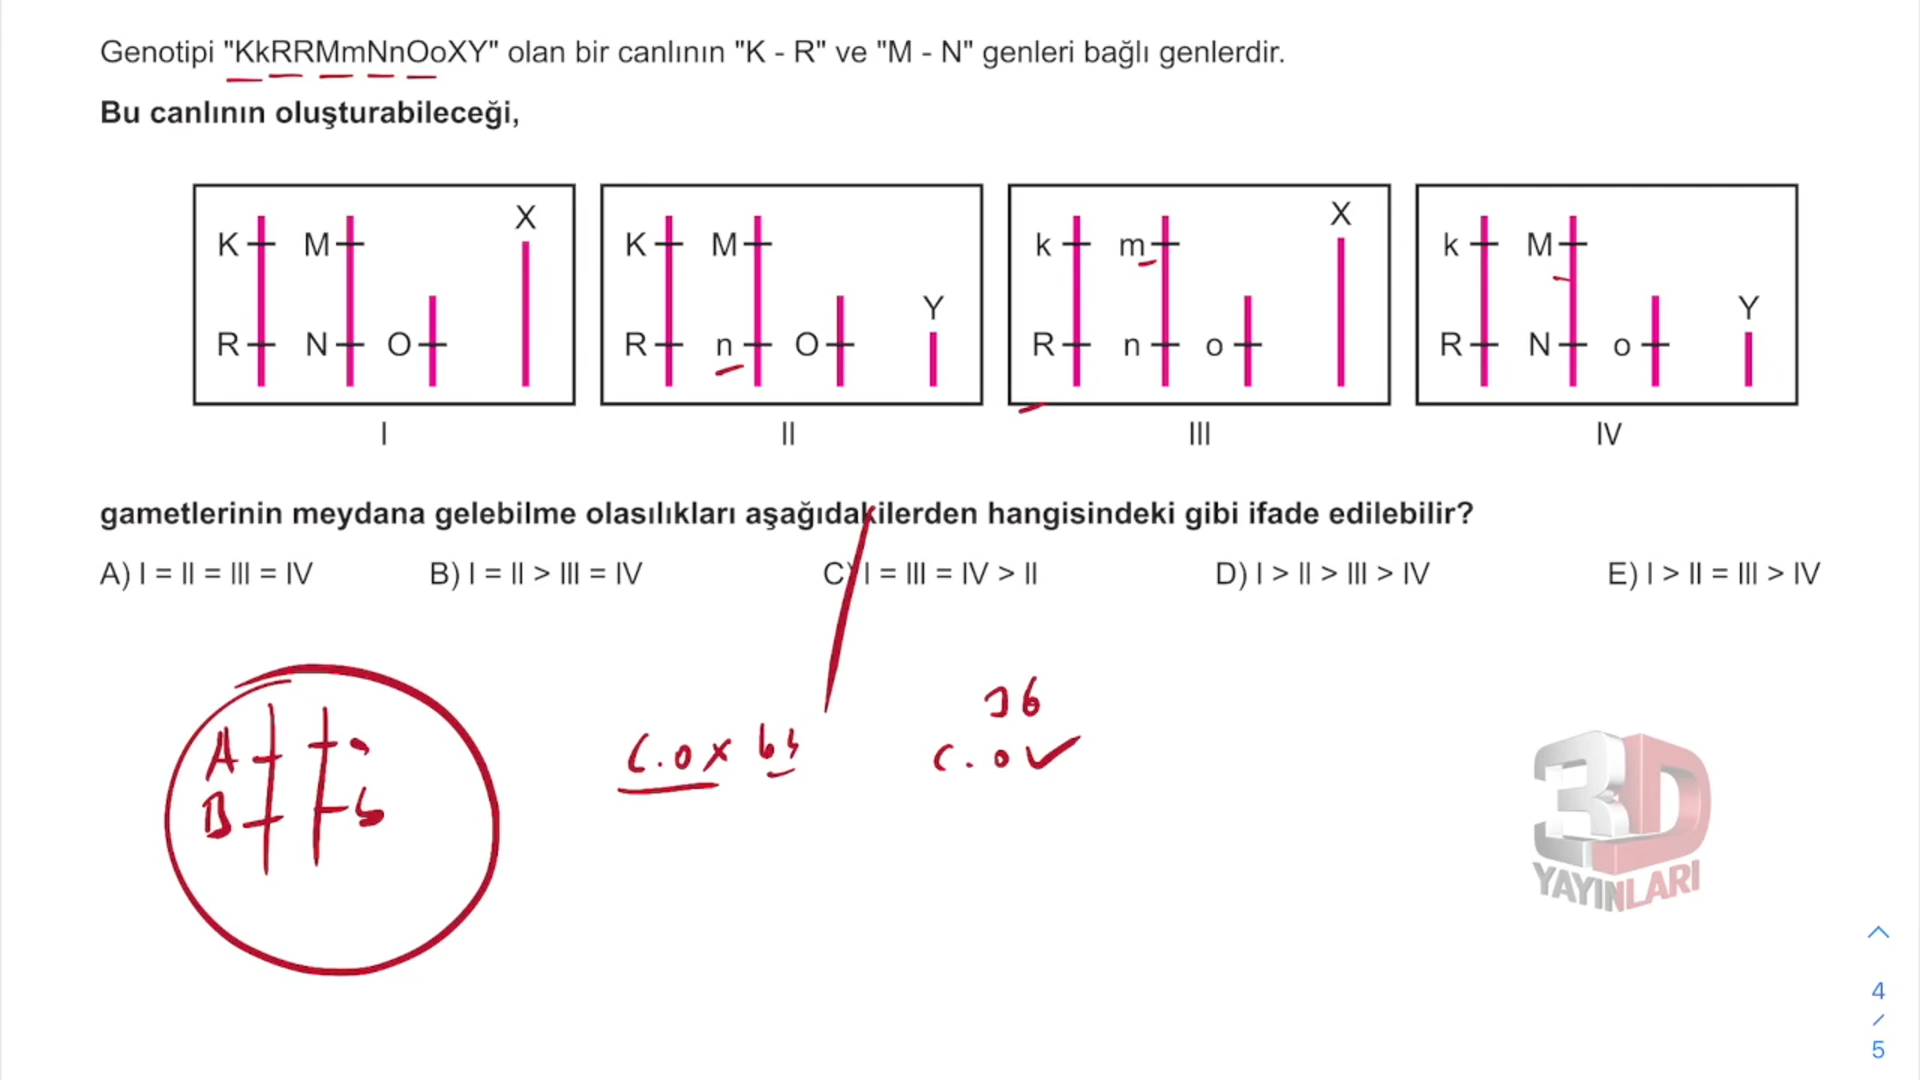 Genotipi "KkRRMmNnOoXY" olan bir canlının "K - R" ve "M - N" genleri bağlı genlerdir.
Bu canlının oluşturabileceği,
K M X
R N O
I
K M
Y
R n O
II
k m X
R n o
III
k M
Y
R N o
IV
gametlerinin meydana gelebilme olasılıkları aşağıdakilerden hangisindeki gibi ifade edilebilir?
A) I = II = III = IV B) I = II > III = IV C) I = III = IV > II D) I > II > III > IV E) I > II = III > IV
16
A
B b
C.O
C.O
3D
YAYINLARI
4
/
5